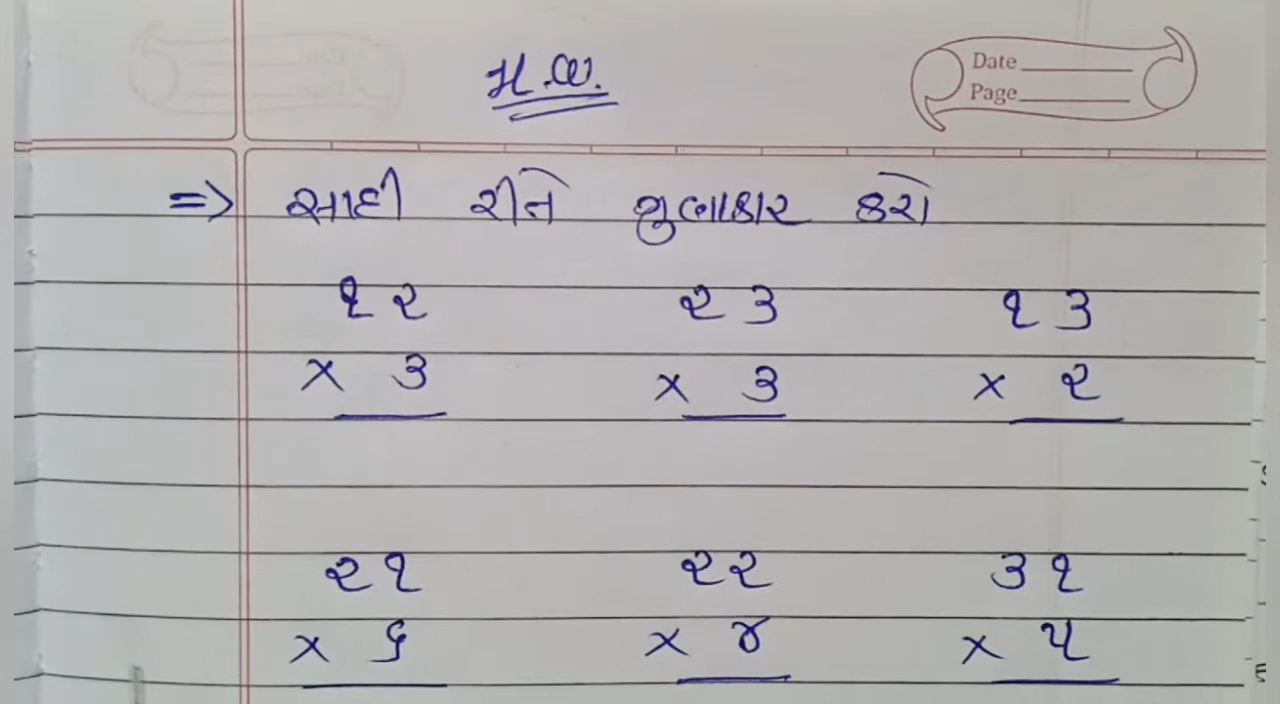 H.W.
Date
Page
=> સાદી રીતે ગુણાકાર કરો
૧૨ ૨૩ ૧૩
× ૩ × ૩ × ૨
૨૧ ૨૨ ૩૧
× ૬ × ૪ × ૫